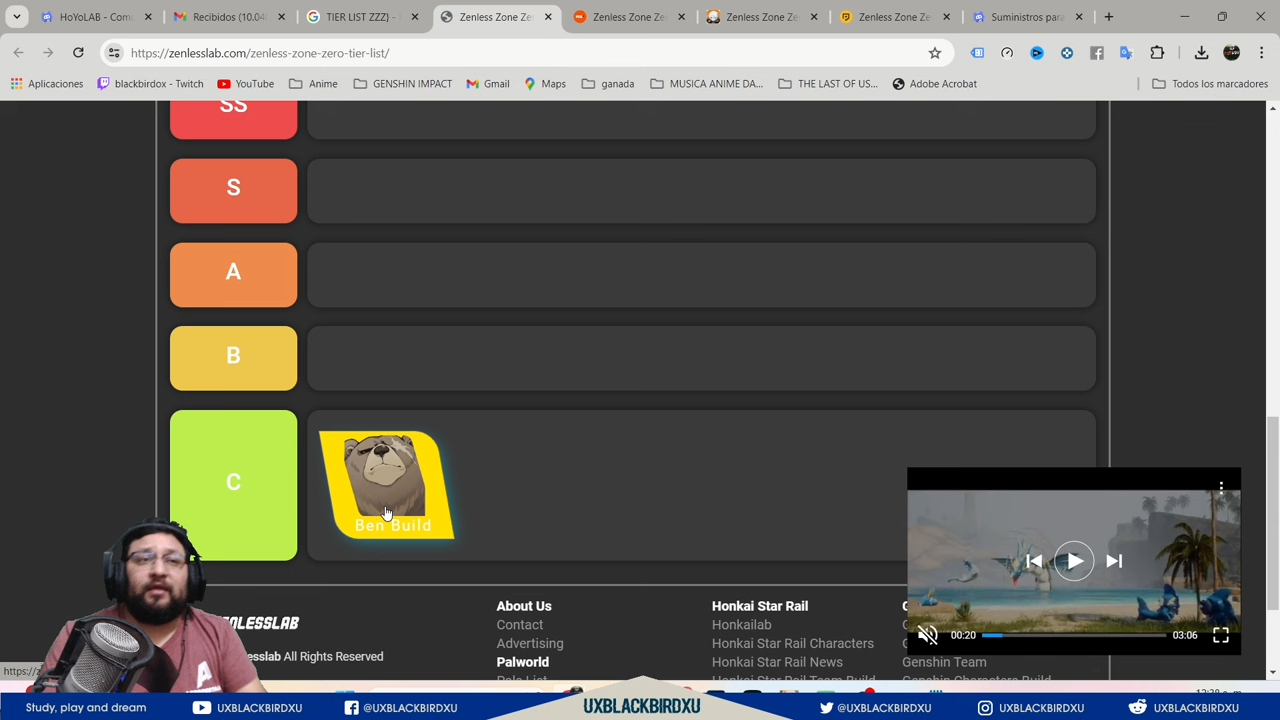 HoYoLAB - Com
Recibidos (10.04
TIER LIST ZZZ} -
Zenless Zone Ze
Zenless Zone Ze
Zenless Zone Ze
Zenless Zone Ze
Suministros para
https://zenlesslab.com/zenless-zone-zero-tier-list/
Aplicaciones
blackbirdox - Twitch
YouTube
Anime
GENSHIN IMPACT
Gmail
Maps
ganada
MUSICA ANIME DA...
THE LAST OF US...
Adobe Acrobat
Todos los marcadores
SS
S
A
B
C
Ben Build
00:20
03:06
About Us
Contact
Advertising
Palworld
Honkai Star Rail
Honkailab
Honkai Star Rail Characters
Honkai Star Rail News
Genshin Team
All Rights Reserved
Study, play and dream
UXBLACKBIRDXU
@UXBLACKBIRDXU
UXBLACKBIRDXU
@UXBLACKBIRDXU
UXBLACKBIRDXU
UXBLACKBIRDXU